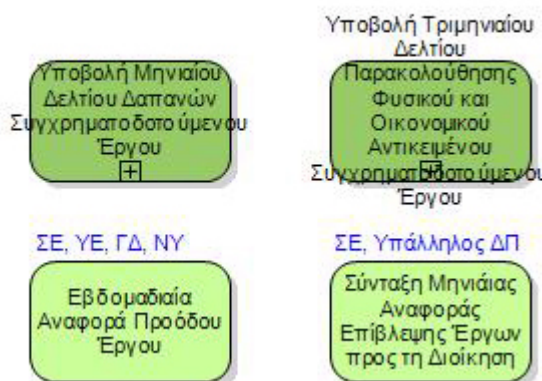 Υποβολή Μηνιαίου
Δελτίου Δαπανών
Συγχρηματοδοτούμενου
Έργου
Υποβολή Τριμηνιαίου
Δελτίου
Παρακολούθησης
Φυσικού και
Οικονομικού
Αντικειμένου
Συγχρηματοδοτούμενου
Έργου
ΣΕ, ΥΕ, ΓΔ, ΝΥ
Εβδομαδιαία
Αναφορά Προόδου
Έργου
ΣΕ, Υπάλληλος ΔΠ
Σύνταξη Μηνιάιας
Αναφοράς
Επίβλεψης Έργων
προς τη Διοίκηση